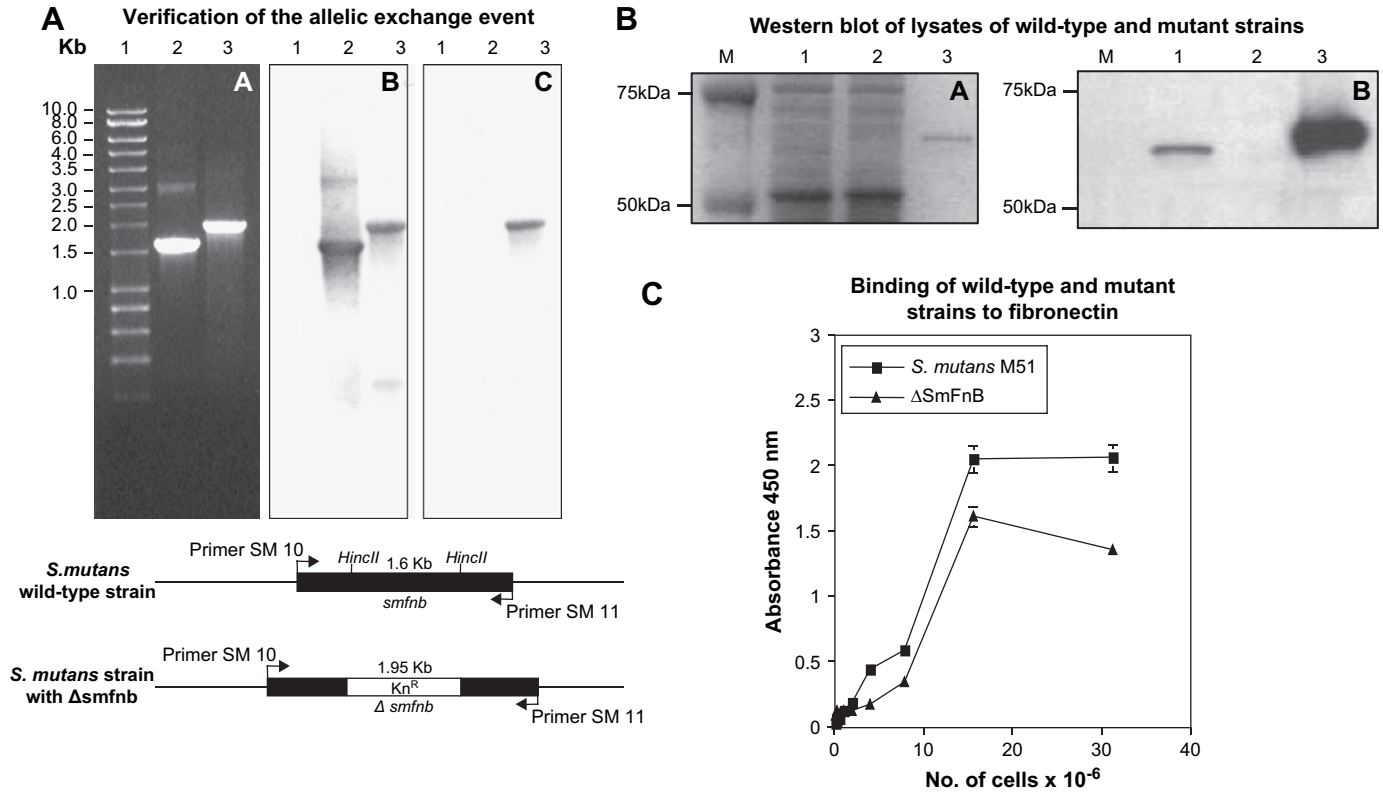 A
Verification of the allelic exchange event
Kb 1 2 3 1 2 3 1 2 3
A B C
10.0
8.0
6.0
4.0
3.5
3.0
2.5
2.0
1.5
1.0
Primer SM 10
HincII 1.6 Kb HincII
S.mutans
wild-type strain
smfnb
Primer SM 11
Primer SM 10
1.95 Kb
S. mutans strain
with Δsmfnb
Knᴿ
Δ smfnb
Primer SM 11
B
Western blot of lysates of wild-type and mutant strains
M 1 2 3
75kDa
A
50kDa
M 1 2 3
75kDa
B
50kDa
C
Binding of wild-type and mutant
strains to fibronectin
S. mutans M51
ΔSmFnB
Absorbance 450 nm
3
2.5
2
1.5
1
0.5
0
0 10 20 30 40
No. of cells x 10⁻⁶